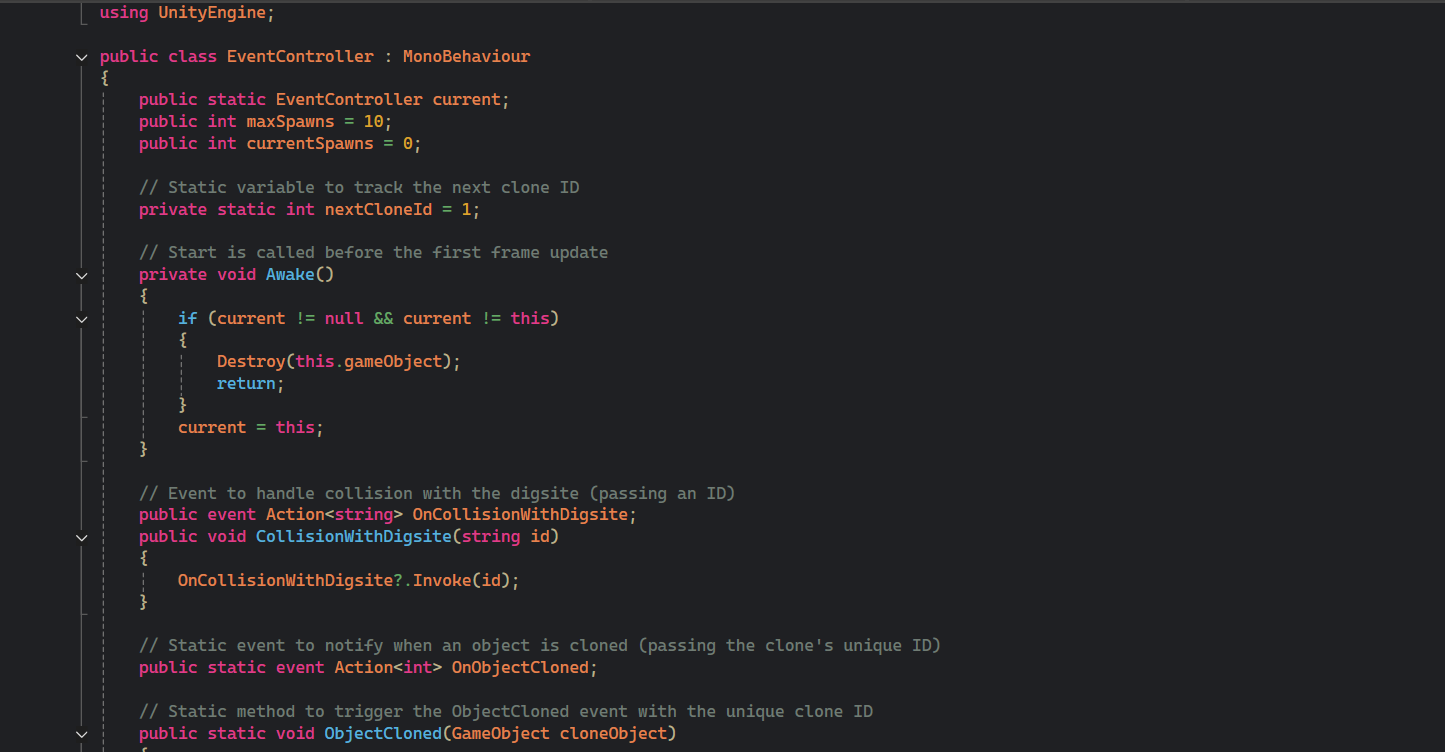 using UnityEngine;
public class EventController : MonoBehaviour
{
public static EventController current;
public int maxSpawns = 10;
public int currentSpawns = 0;
// Static variable to track the next clone ID
private static int nextCloneId = 1;
// Start is called before the first frame update
private void Awake()
{
if (current != null && current != this)
{
Destroy(this.gameObject);
return;
}
current = this;
}
// Event to handle collision with the digsite (passing an ID)
public event Action<string> OnCollisionWithDigsite;
public void CollisionWithDigsite(string id)
{
OnCollisionWithDigsite?.Invoke(id);
}
// Static event to notify when an object is cloned (passing the clone's unique ID)
public static event Action<int> OnObjectCloned;
// Static method to trigger the ObjectCloned event with the unique clone ID
public static void ObjectCloned(GameObject cloneObject)
{